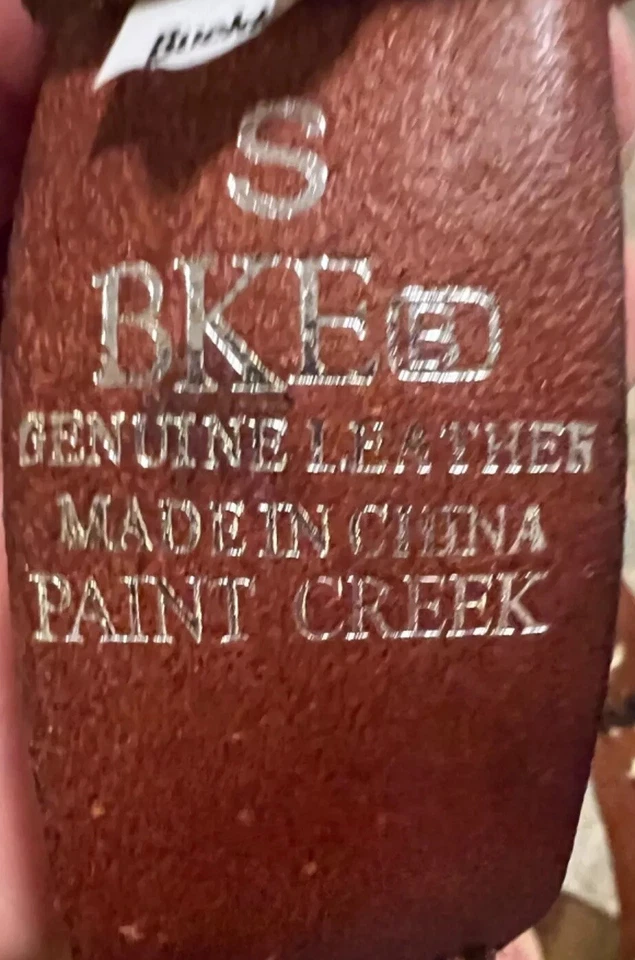 S
BKE B
GENUINE LEATHER
MADE IN CHINA
PAINT CREEK